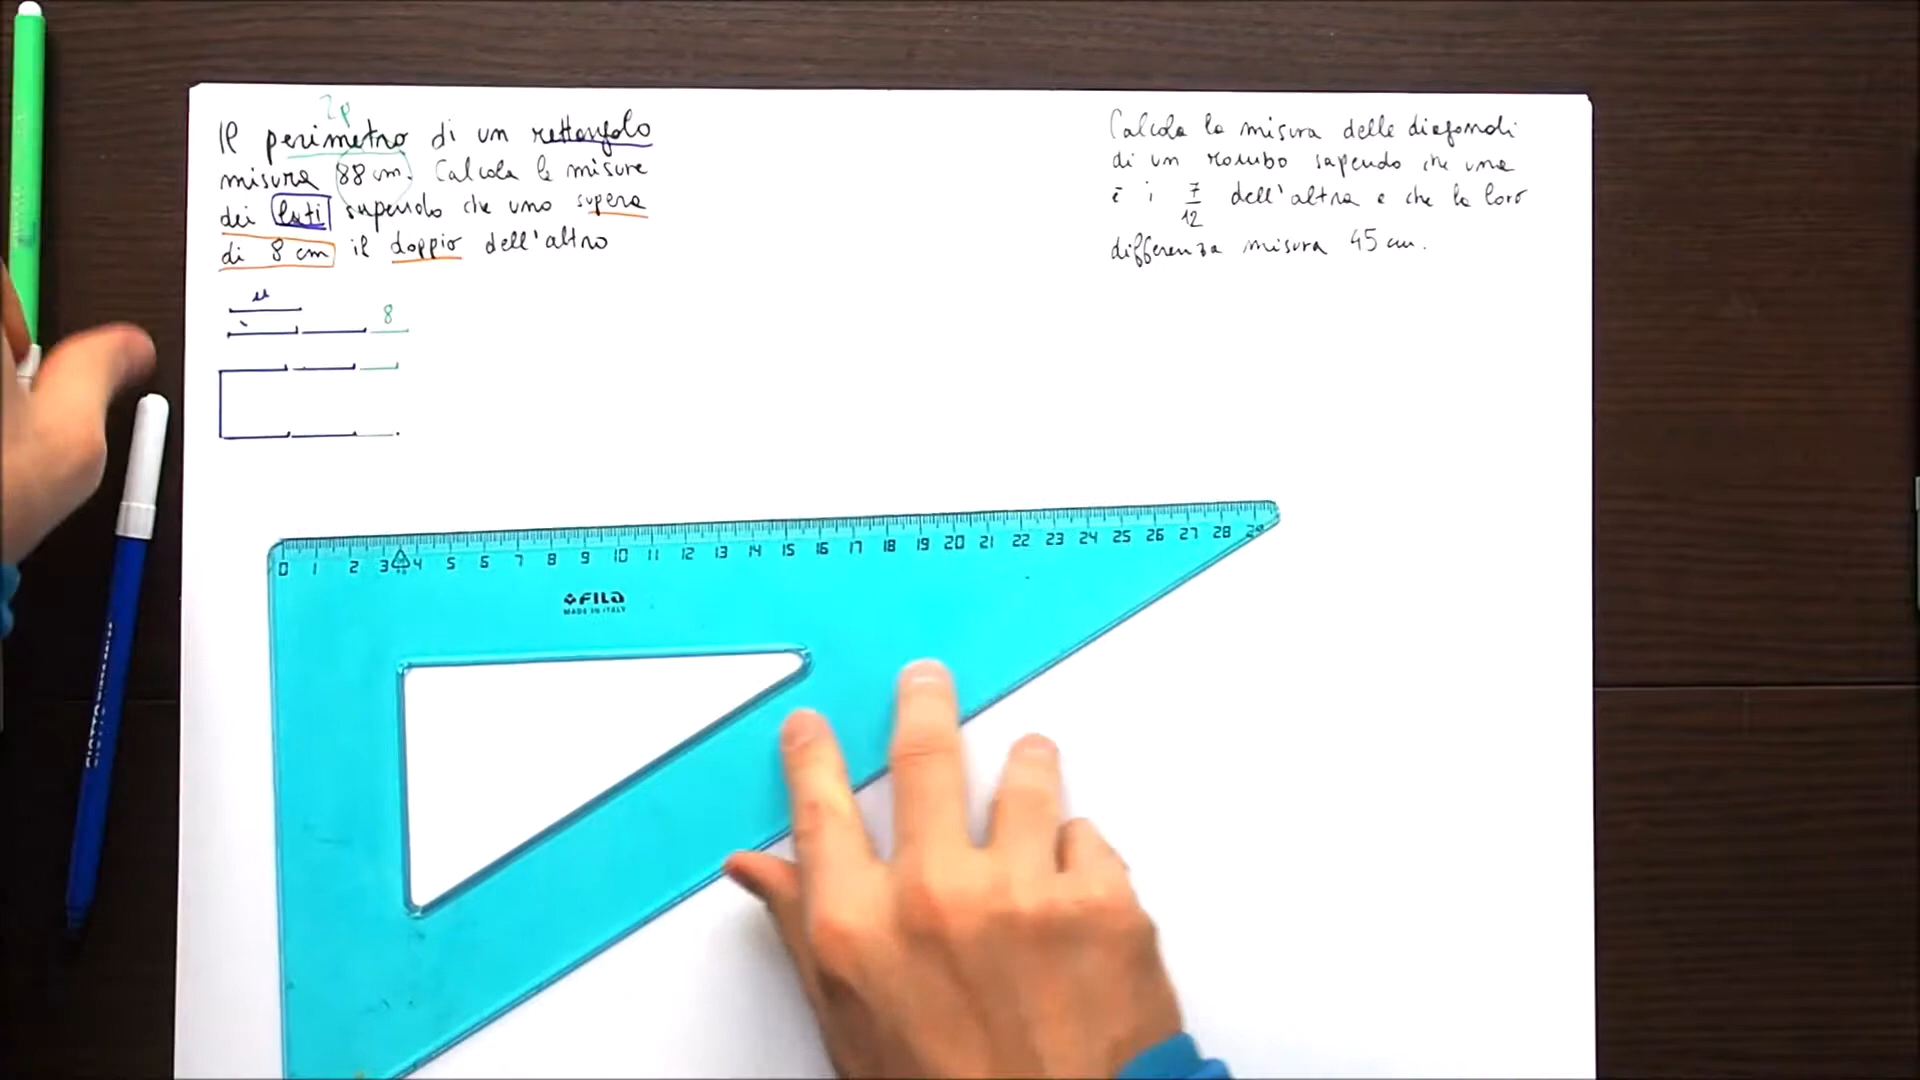 2p
Il perimetro di un rettangolo
misura 88 cm. Calcola le misure
dei lati sapendo che uno supera
di 8 cm il doppio dell'altro
u
8
Calcola la misura delle diagonali
di un rombo sapendo che una
è i 7/12 dell'altra e che la loro
differenza misura 45 cm.
0 1 2 3 4 5 6 7 8 9 10 11 12 13 14 15 16 17 18 19 20 21 22 23 24 25 26 27 28 29
FILA
MADE IN ITALY
GIOTTO